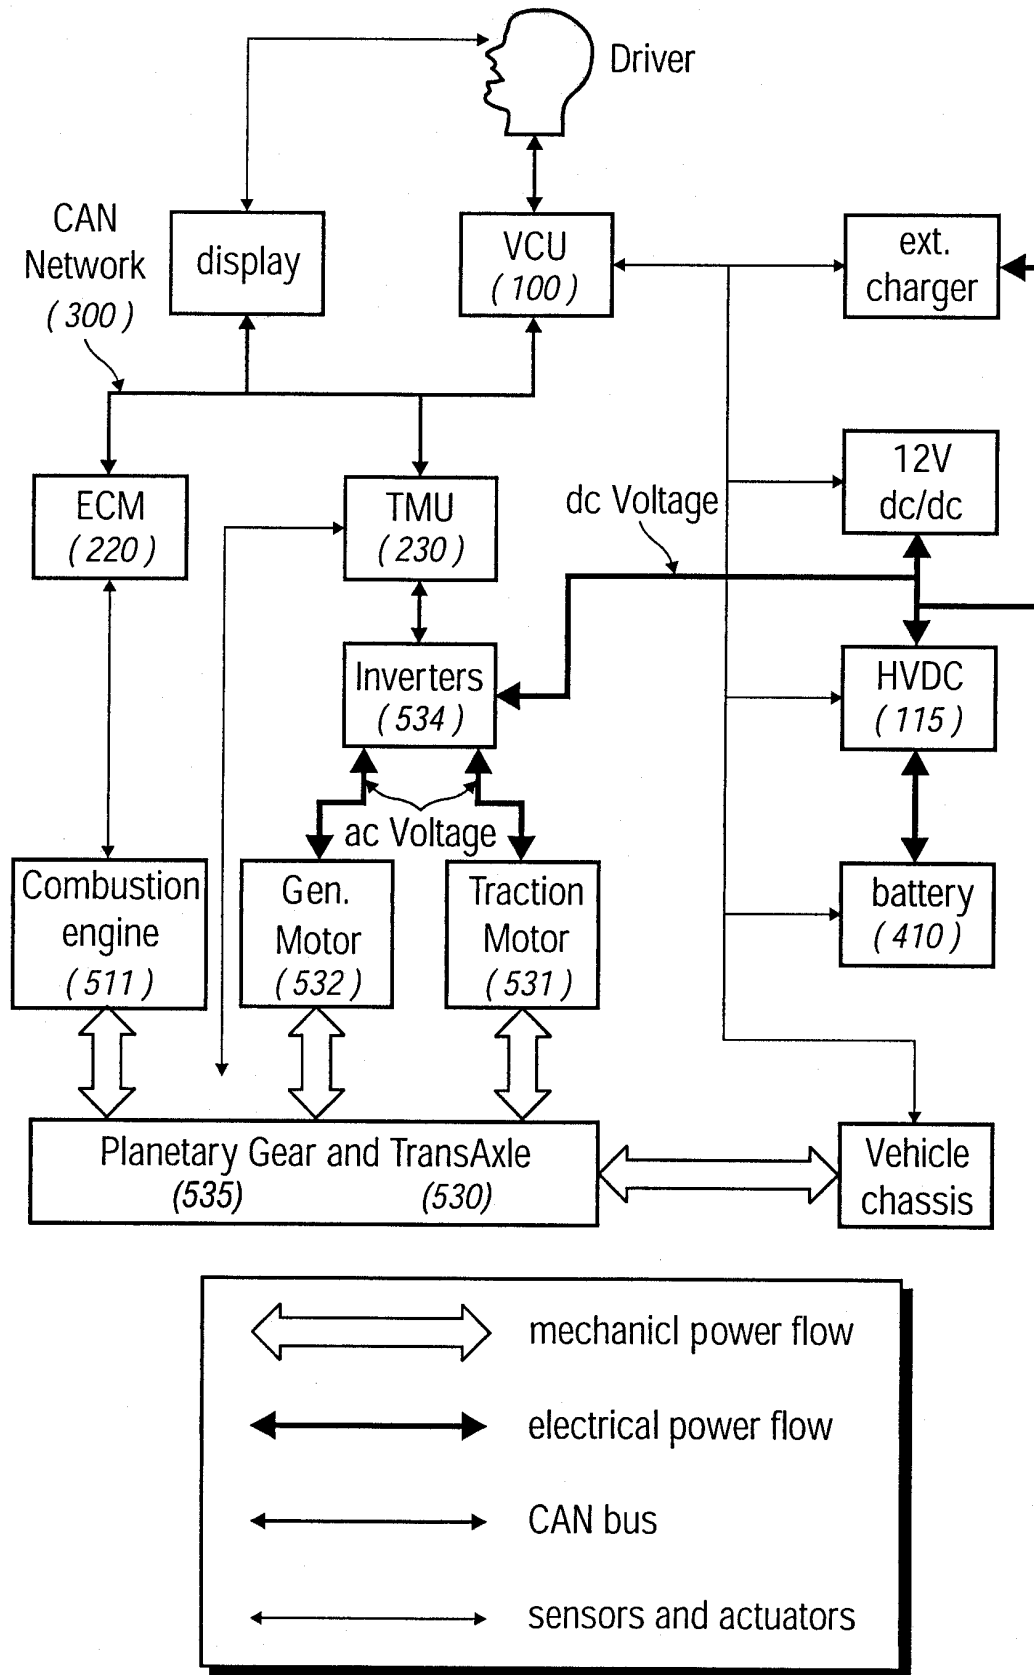 Driver
CAN
Network
(300)
display
VCU
(100)
ext.
charger
12V
dc/dc
dc Voltage
ECM
(220)
TMU
(230)
Inverters
(534)
HVDC
(115)
ac Voltage
Combustion
engine
(511)
Gen.
Motor
(532)
Traction
Motor
(531)
battery
(410)
Planetary Gear and TransAxle
(535) (530)
Vehicle
chassis
mechanicl power flow
electrical power flow
CAN bus
sensors and actuators